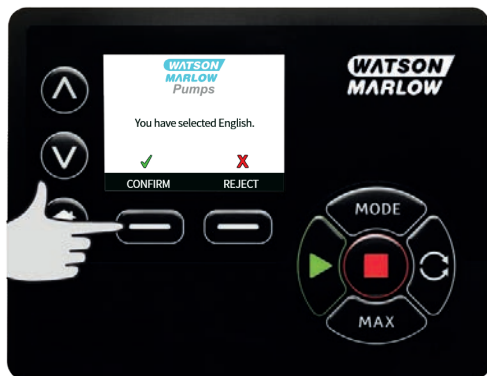 WATSON
MARLOW
Pumps
You have selected English.
CONFIRM
REJECT
WATSON
MARLOW
MODE
MAX